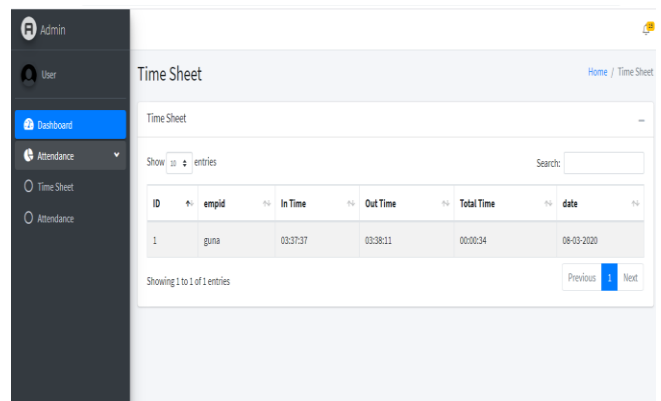 Admin
User
Dashboard
Attendance
Time Sheet
Attendance
Time Sheet
Home / Time Sheet
Time Sheet
Show 10 entries
Search:
ID empid In Time Out Time Total Time date
1 guna 03:37:37 03:38:11 00:00:34 08-03-2020
Showing 1 to 1 of 1 entries
Previous 1 Next